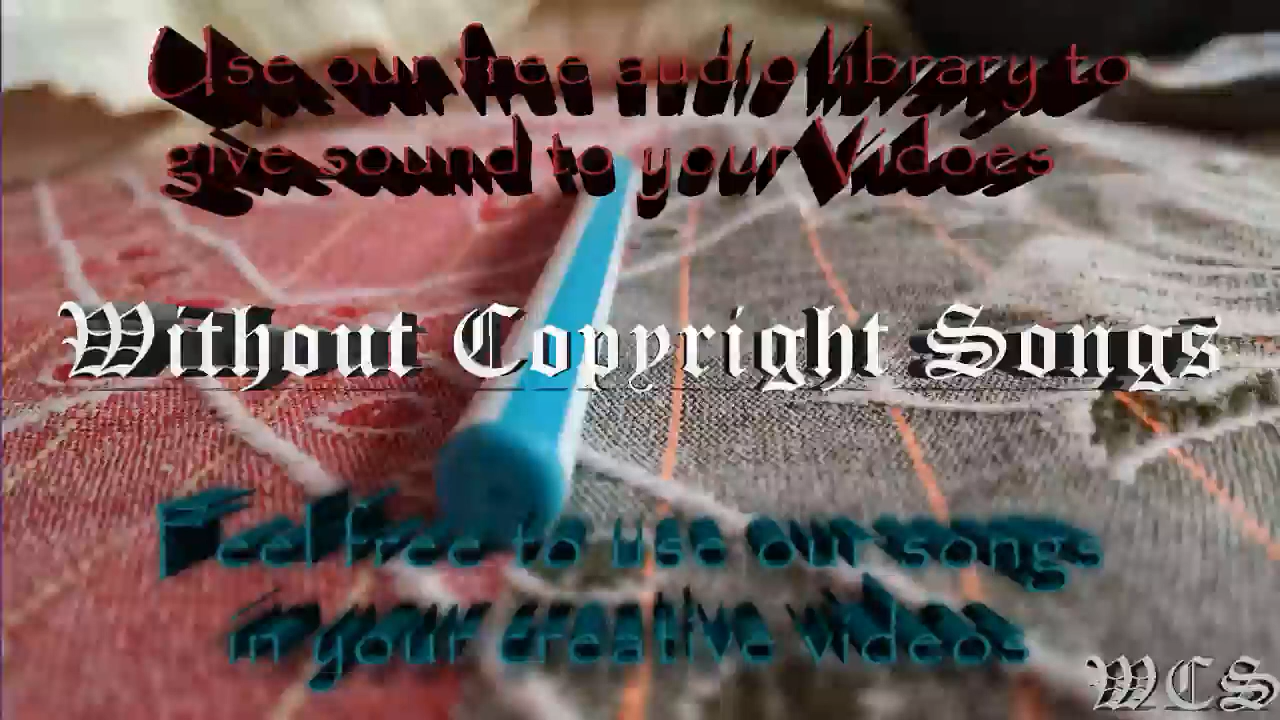 Use our free audio library to
give sound to your Vidoes
Without Copyright Songs
Feel free to use our songs
in your creative videos
WCS